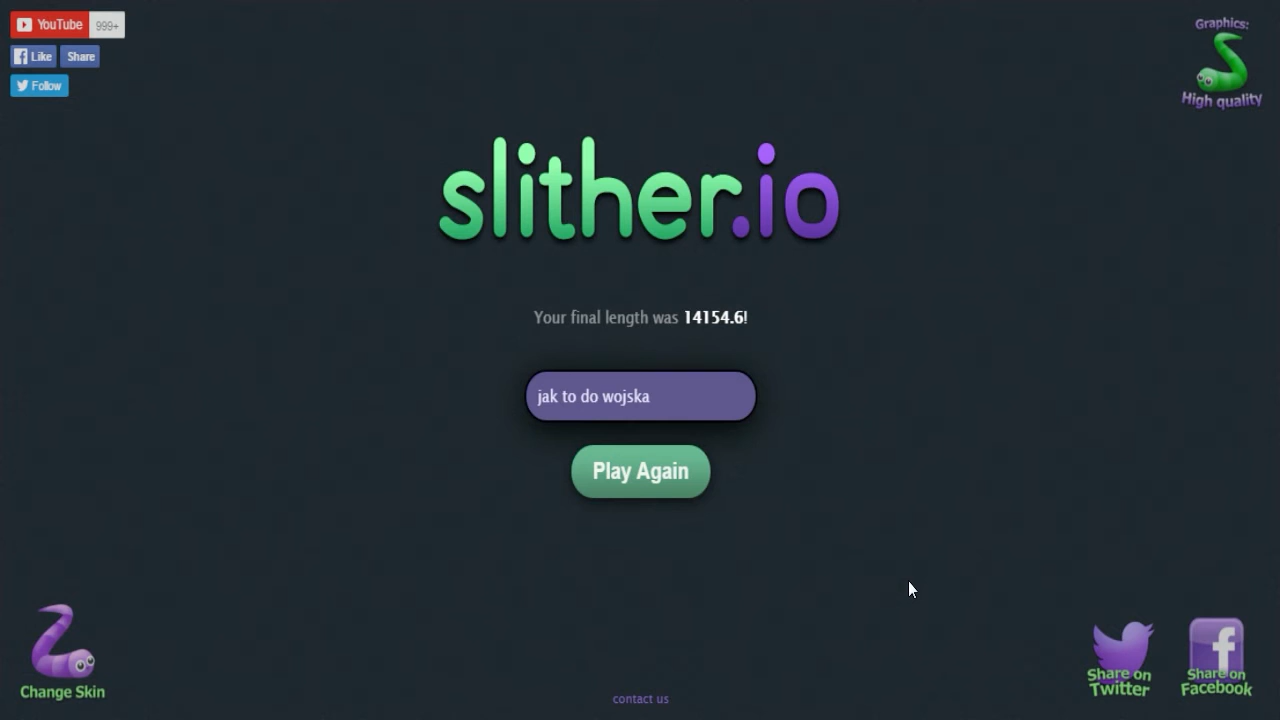 YouTube 999+
Like Share
Follow
Graphics:
High quality
slither.io
Your final length was 14154.6!
jak to do wojska
Play Again
Change Skin
contact us
Share on
Twitter
Share on
Facebook